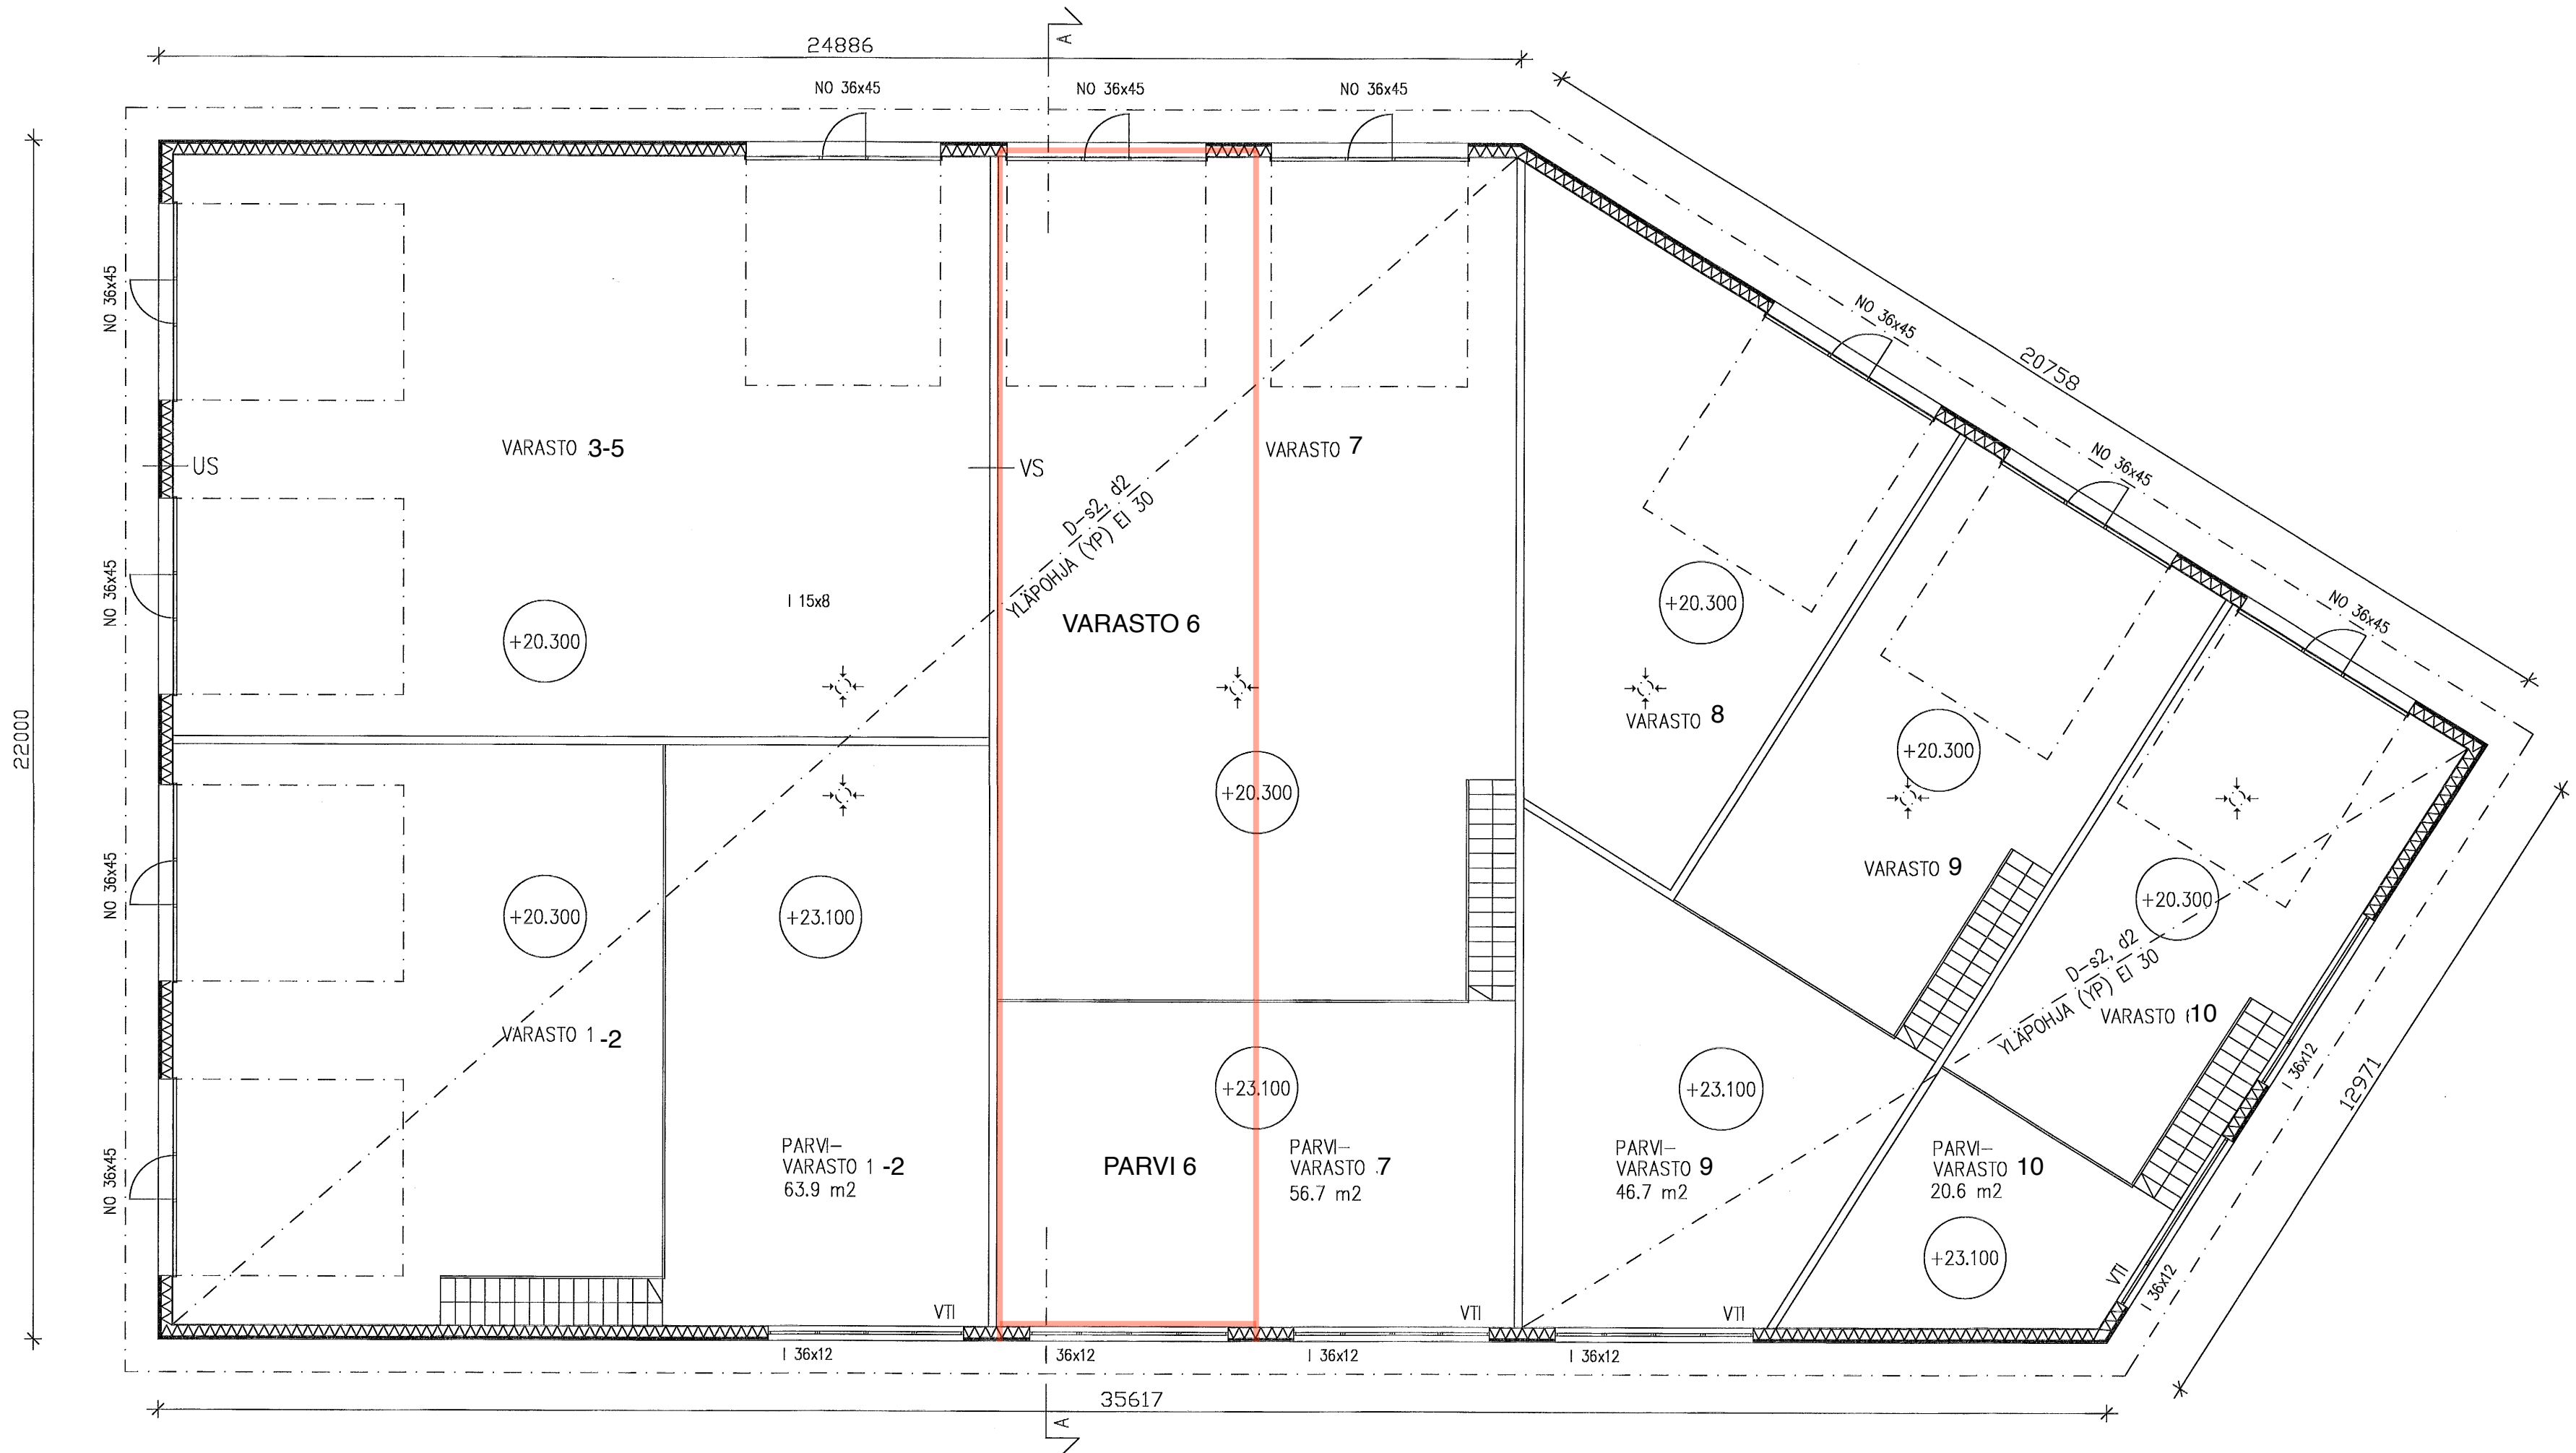 24886
A
NO 36x45
NO 36x45
NO 36x45
NO 36x45
20758
NO 36x45
NO 36x45
NO 36x45
NO 36x45
NO 36x45
NO 36x45
22000
VARASTO 3-5
US
VS
VARASTO 7
D-s2, d2
YLÄPOHJA (YP) EI 30
I 15x8
VARASTO 6
+20.300
+20.300
VARASTO 8
+20.300
+20.300
VARASTO 9
+20.300
+20.300
+23.100
D-s2, d2
YLÄPOHJA (YP) EI 30
VARASTO 10
VARASTO 1 -2
+23.100
+23.100
I 36x12
12971
PARVI-
VARASTO 1 -2
63.9 m2
PARVI 6
PARVI-
VARASTO 7
56.7 m2
PARVI-
VARASTO 9
46.7 m2
PARVI-
VARASTO 10
20.6 m2
+23.100
VTI
I 36x12
VTI
VTI
VTI
I 36x12
36x12
I 36x12
I 36x12
35617
A